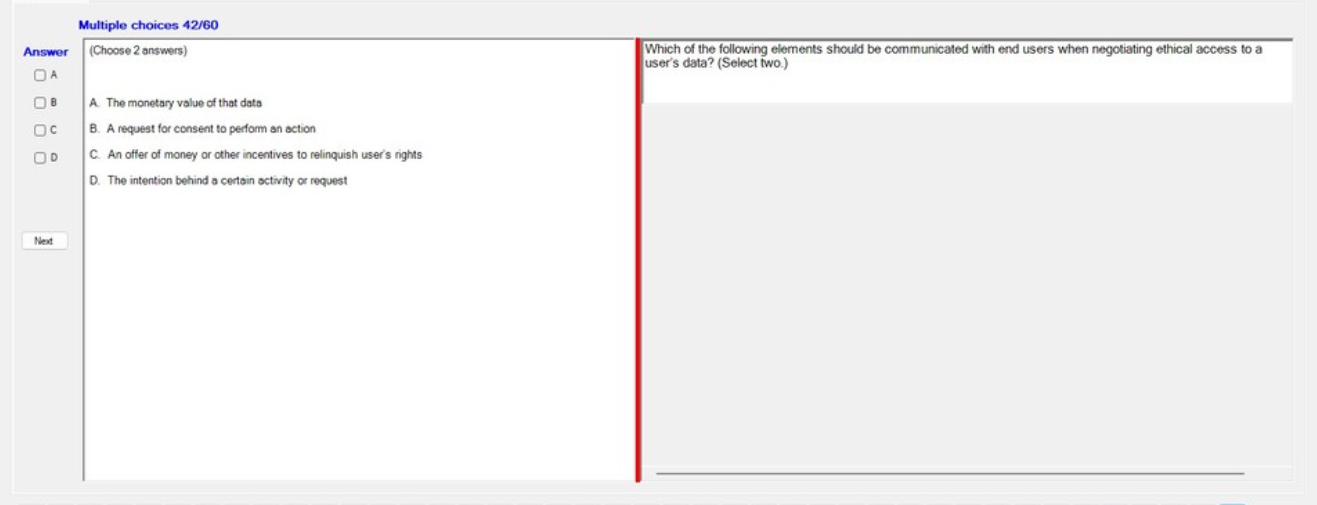 Multiple choices 42/60
Answer
(Choose 2 answers)
A
B
C
D
A. The monetary value of that data
B. A request for consent to perform an action
C. An offer of money or other incentives to relinquish user's rights
D. The intention behind a certain activity or request
Next
Which of the following elements should be communicated with end users when negotiating ethical access to a
user's data? (Select two.)